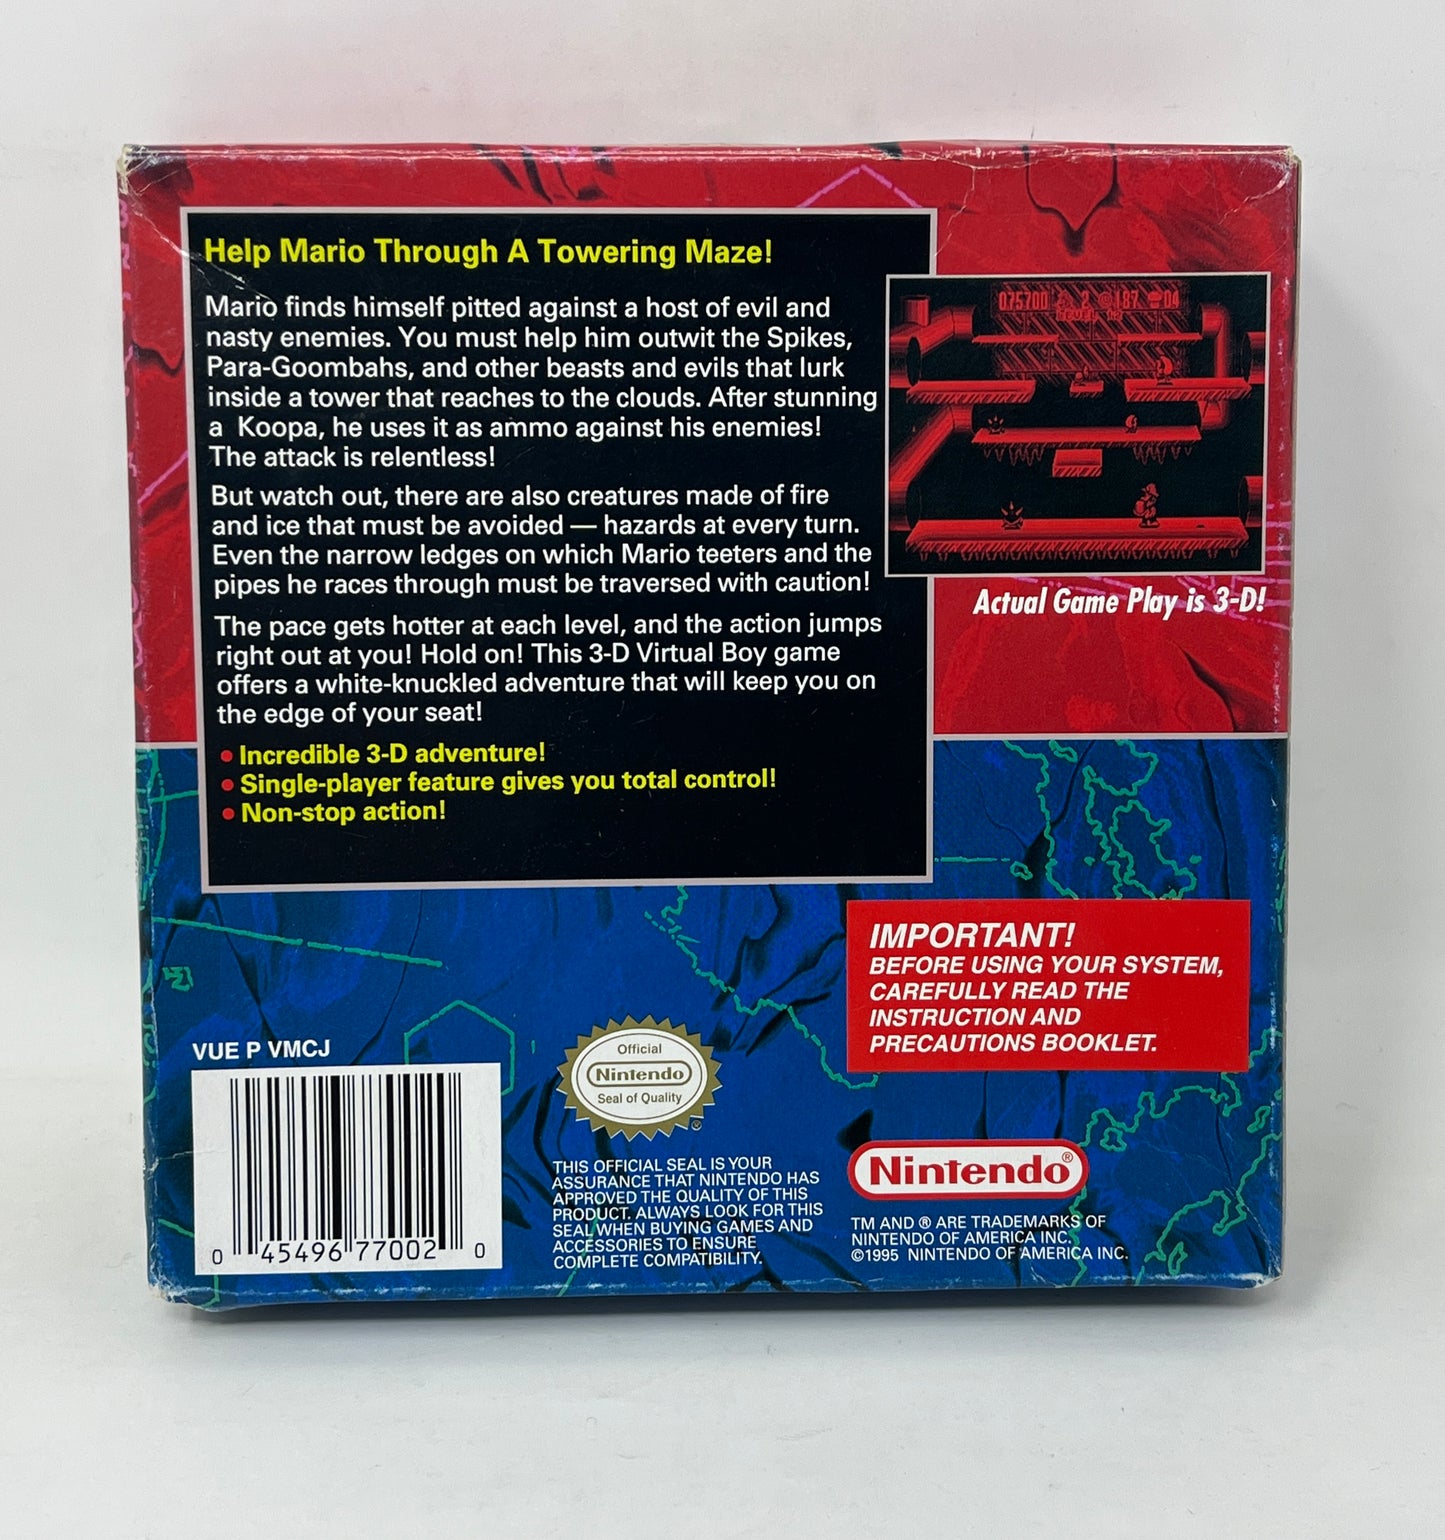 Help Mario Through A Towering Maze!
Mario finds himself pitted against a host of evil and
nasty enemies. You must help him outwit the Spikes,
Para-Goombahs, and other beasts and evils that lurk
inside a tower that reaches to the clouds. After stunning
a Koopa, he uses it as ammo against his enemies!
The attack is relentless!
But watch out, there are also creatures made of fire
and ice that must be avoided — hazards at every turn.
Even the narrow ledges on which Mario teeters and the
pipes he races through must be traversed with caution!
The pace gets hotter at each level, and the action jumps
right out at you! Hold on! This 3-D Virtual Boy game
offers a white-knuckled adventure that will keep you on
the edge of your seat!
• Incredible 3-D adventure!
• Single-player feature gives you total control!
• Non-stop action!
075700 2 187 04
LEVEL
Actual Game Play is 3-D!
IMPORTANT!
BEFORE USING YOUR SYSTEM,
CAREFULLY READ THE
INSTRUCTION AND
PRECAUTIONS BOOKLET.
VUE P VMCJ
0 45496 77002 0
Official
Nintendo
Seal of Quality
®
THIS OFFICIAL SEAL IS YOUR
ASSURANCE THAT NINTENDO HAS
APPROVED THE QUALITY OF THIS
PRODUCT. ALWAYS LOOK FOR THIS
SEAL WHEN BUYING GAMES AND
ACCESSORIES TO ENSURE
COMPLETE COMPATIBILITY.
Nintendo®
TM AND ® ARE TRADEMARKS OF
NINTENDO OF AMERICA INC.
©1995 NINTENDO OF AMERICA INC.